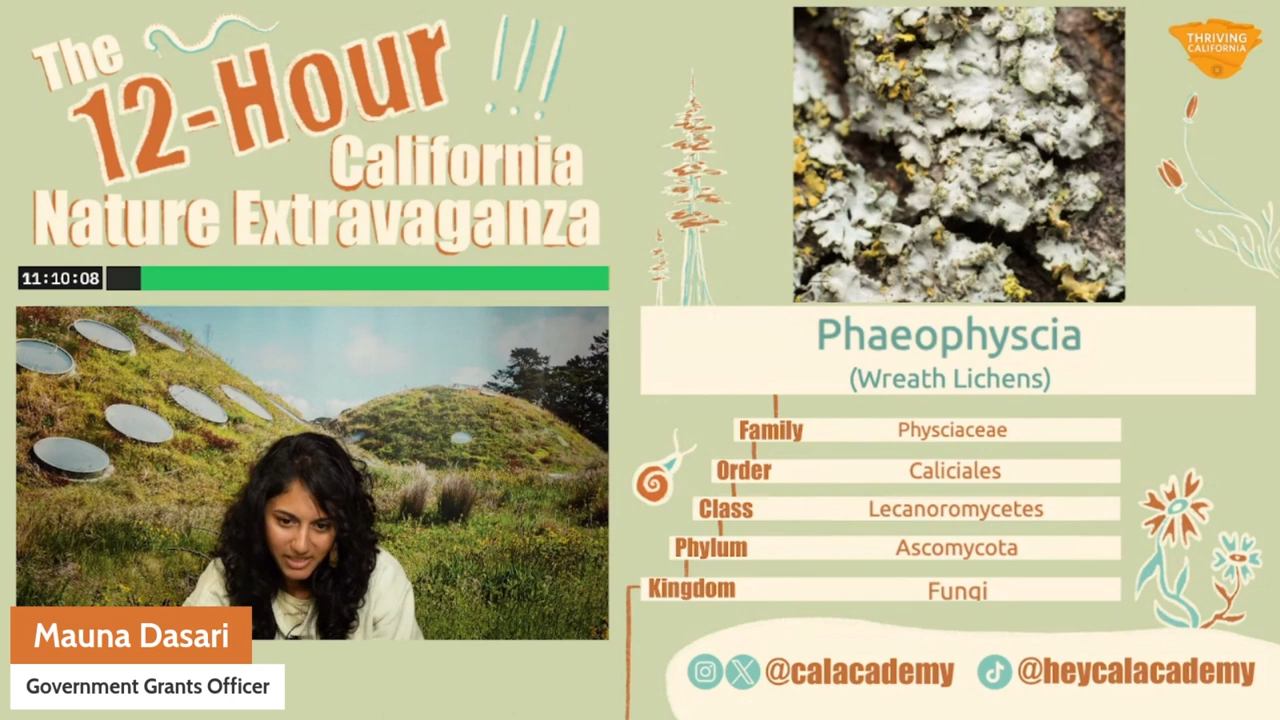 The
12-Hour
!!!
California
Nature Extravaganza
11:10:08
Mauna Dasari
Government Grants Officer
THRIVING
CALIFORNIA
Phaeophyscia
(Wreath Lichens)
Family Physciaceae
Order Caliciales
Class Lecanoromycetes
Phylum Ascomycota
Kingdom Fungi
@calacademy @heycalacademy